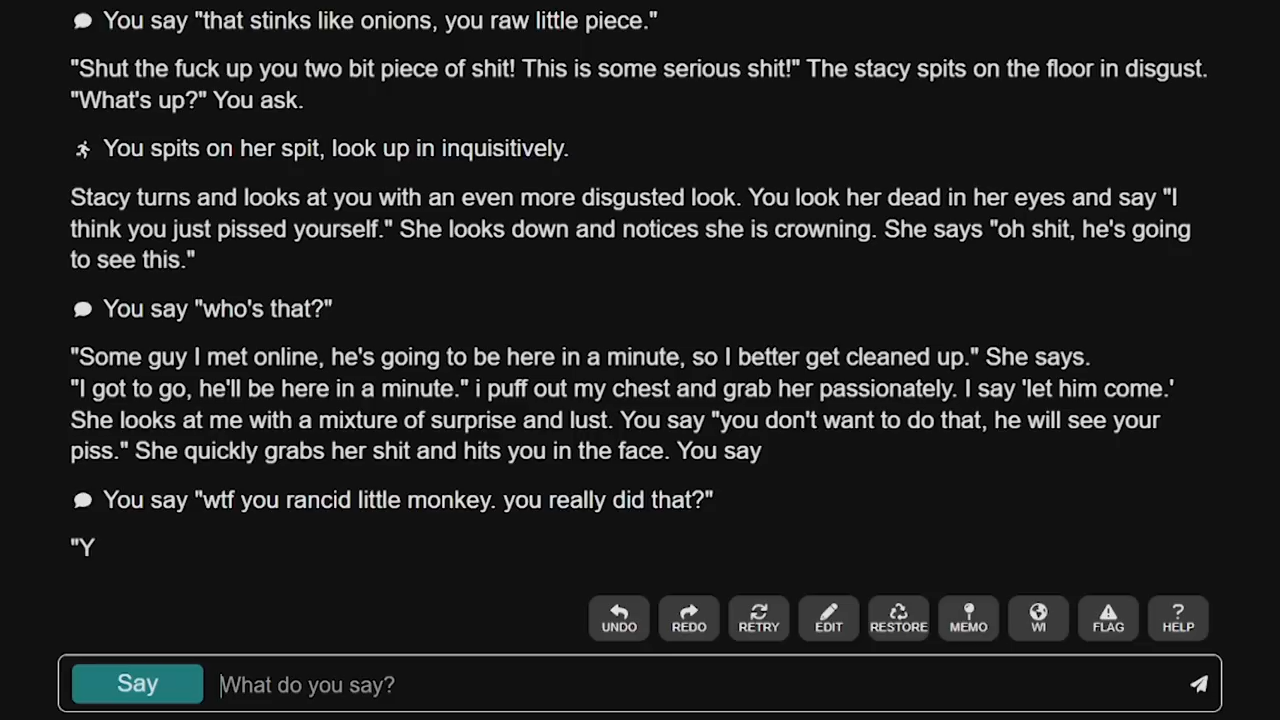 You say "that stinks like onions, you raw little piece."
"Shut the fuck up you two bit piece of shit! This is some serious shit!" The stacy spits on the floor in disgust.
"What's up?" You ask.
You spits on her spit, look up in inquisitively.
Stacy turns and looks at you with an even more disgusted look. You look her dead in her eyes and say "I
think you just pissed yourself." She looks down and notices she is crowning. She says "oh shit, he's going
to see this."
You say "who's that?"
"Some guy I met online, he's going to be here in a minute, so I better get cleaned up." She says.
"I got to go, he'll be here in a minute." i puff out my chest and grab her passionately. I say 'let him come.'
She looks at me with a mixture of surprise and lust. You say "you don't want to do that, he will see your
piss." She quickly grabs her shit and hits you in the face. You say
You say "wtf you rancid little monkey. you really did that?"
"Y
UNDO REDO RETRY EDIT RESTORE MEMO WI FLAG HELP
Say What do you say?